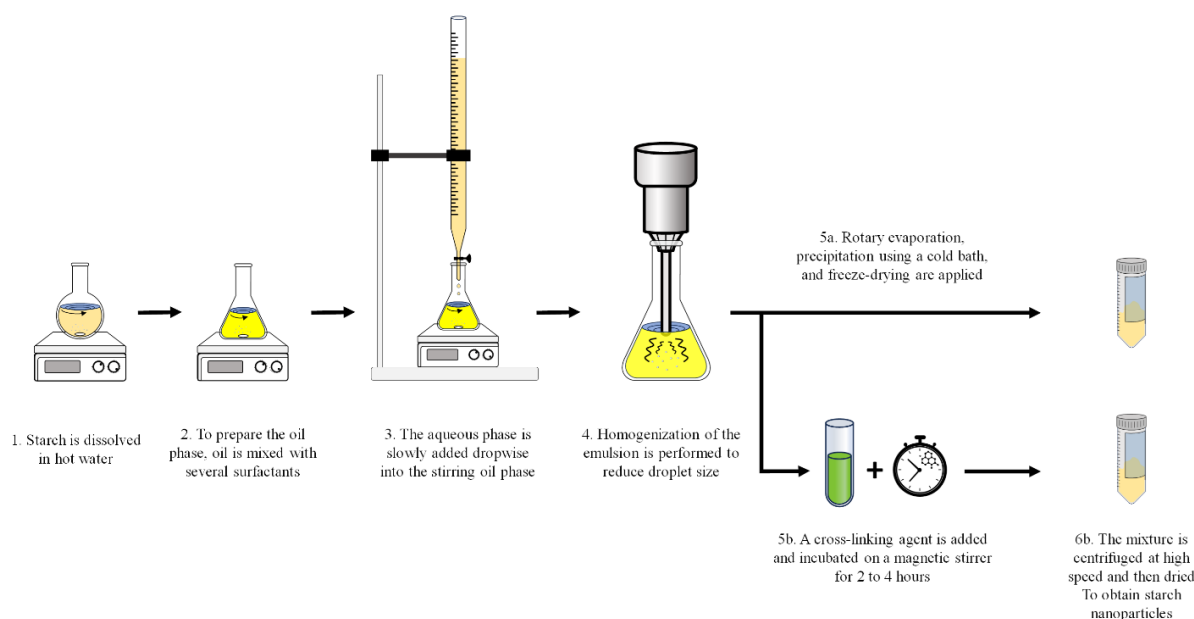 1. Starch is dissolved
in hot water
2. To prepare the oil
phase, oil is mixed with
several surfactants
3. The aqueous phase is
slowly added dropwise
into the stirring oil phase
4. Homogenization of the
emulsion is performed to
reduce droplet size
5a. Rotary evaporation,
precipitation using a cold bath,
and freeze-drying are applied
5b. A cross-linking agent is added
and incubated on a magnetic stirrer
for 2 to 4 hours
6b. The mixture is
centrifuged at high
speed and then dried
To obtain starch
nanoparticles